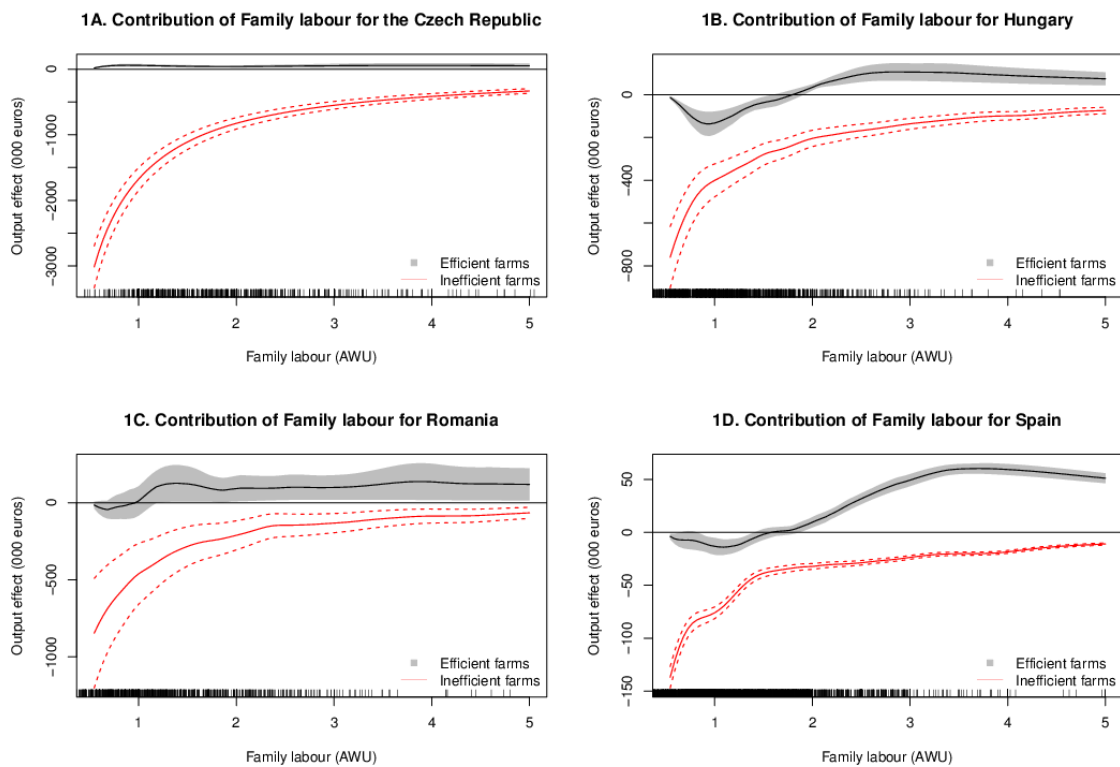 1A. Contribution of Family labour for the Czech Republic
Output effect (000 euros)
0
−1000
−2000
−3000
Efficient farms
Inefficient farms
1 2 3 4 5
Family labour (AWU)
1B. Contribution of Family labour for Hungary
Output effect (000 euros)
0
−400
−800
Efficient farms
Inefficient farms
1 2 3 4 5
Family labour (AWU)
1C. Contribution of Family labour for Romania
Output effect (000 euros)
0
−500
−1000
Efficient farms
Inefficient farms
1 2 3 4 5
Family labour (AWU)
1D. Contribution of Family labour for Spain
Output effect (000 euros)
50
0
−50
−100
−150
Efficient farms
Inefficient farms
1 2 3 4 5
Family labour (AWU)